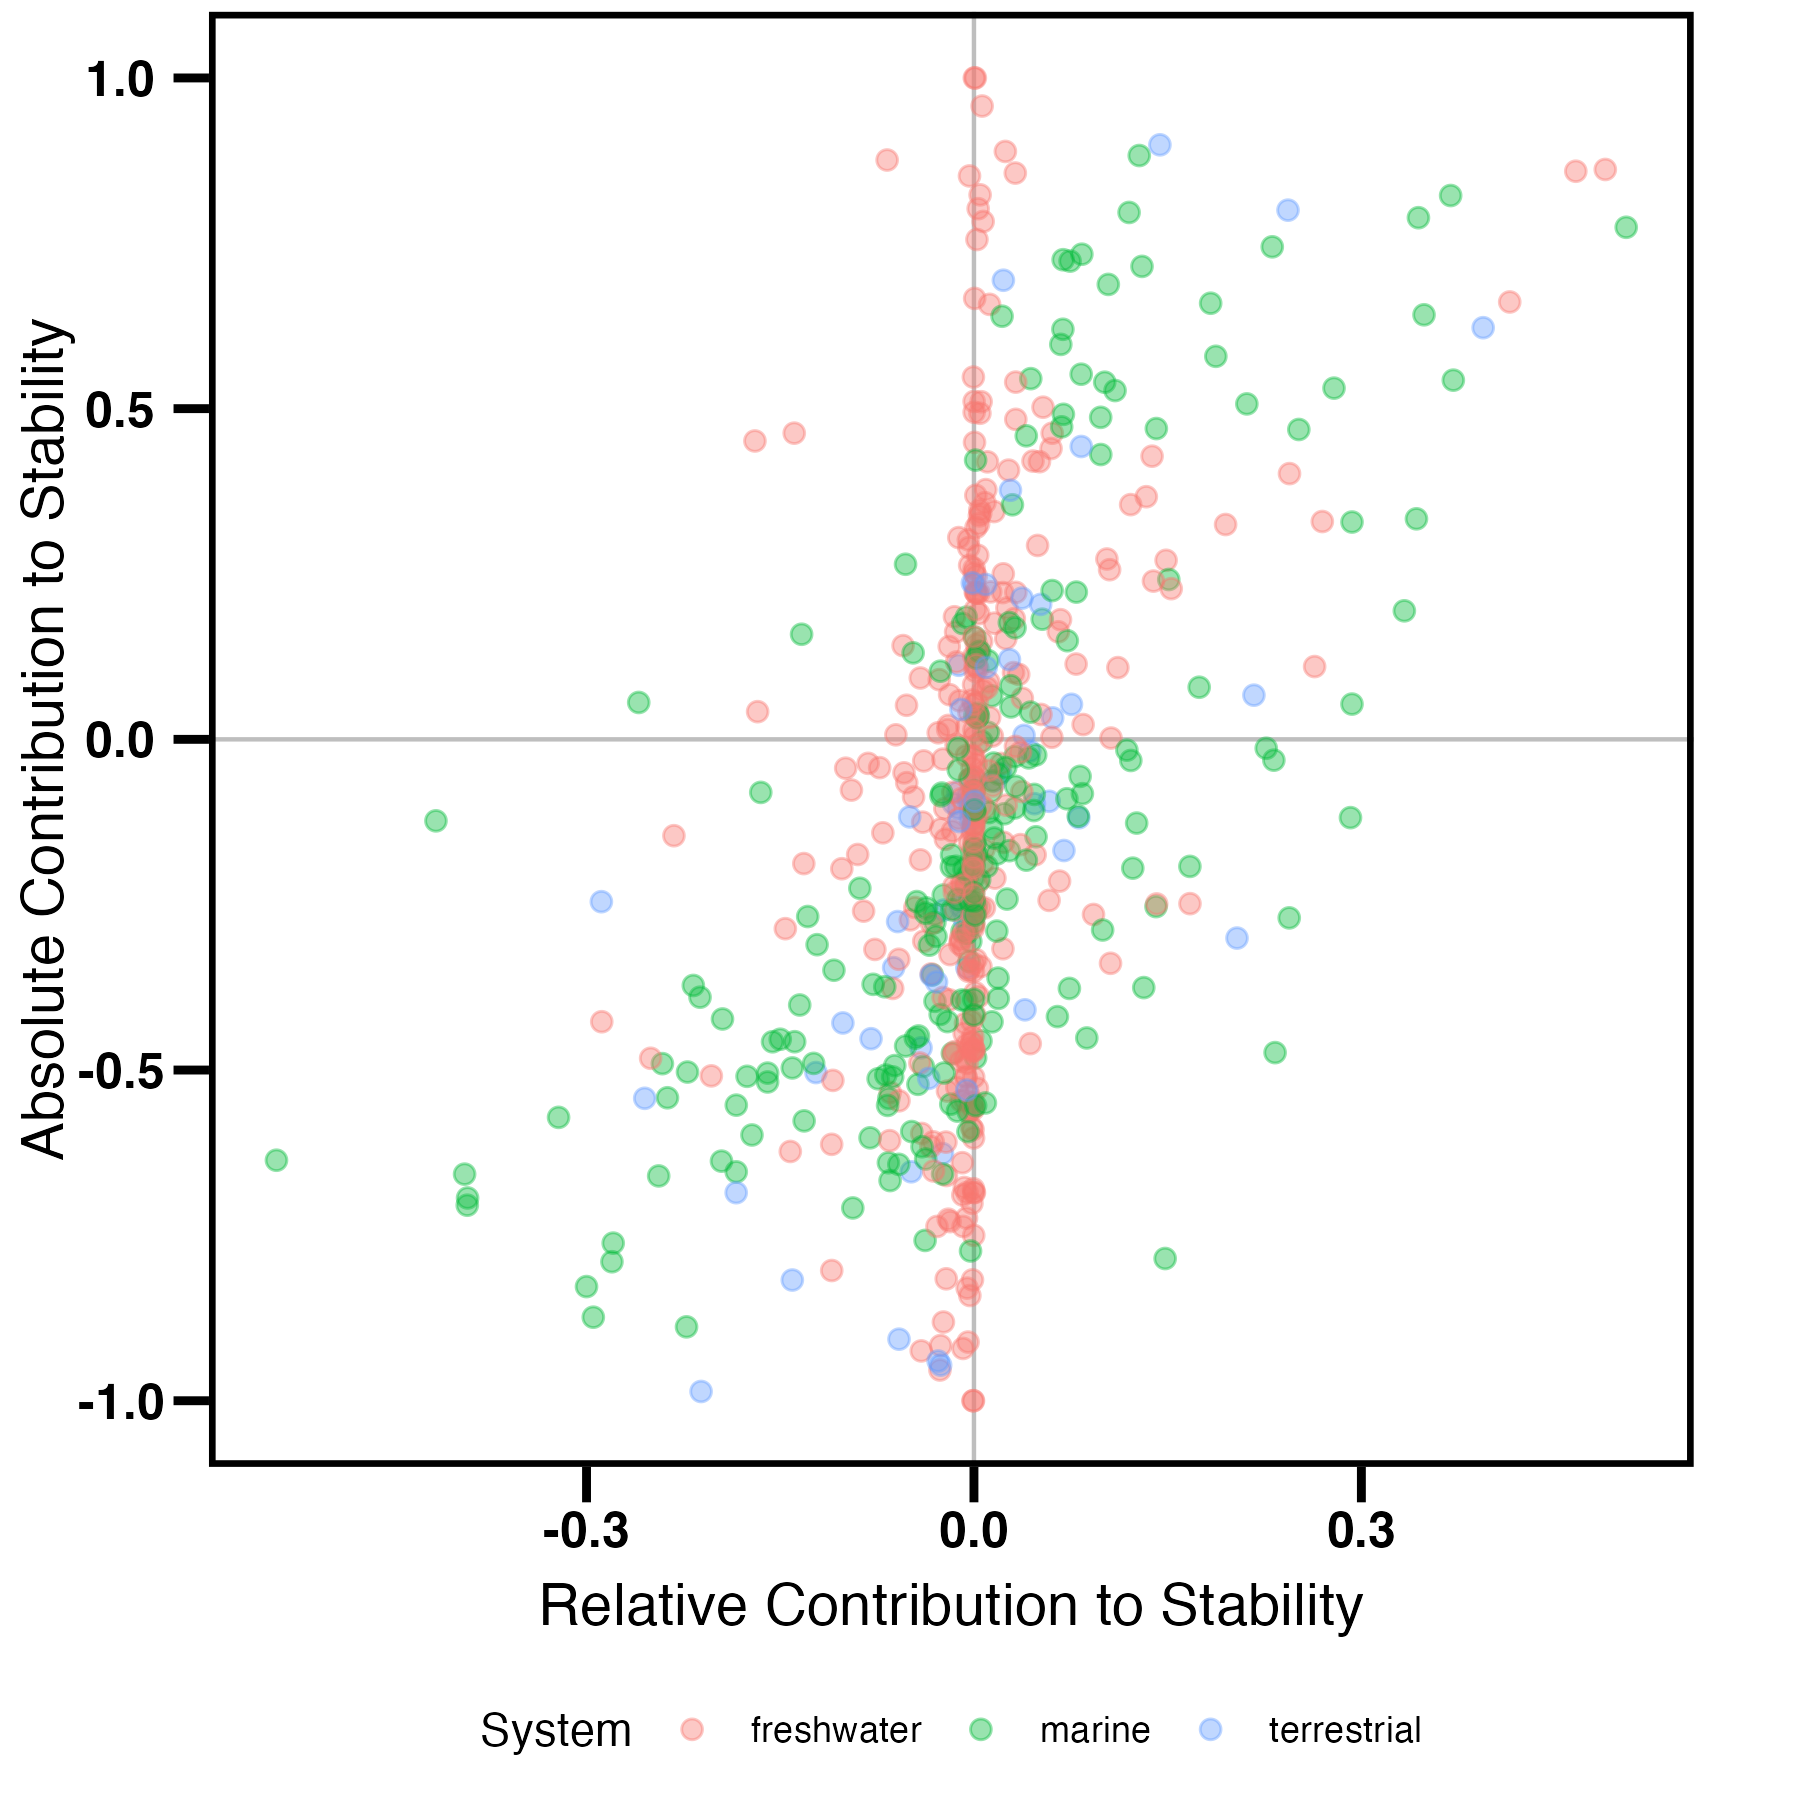 Absolute Contribution to Stability
1.0
0.5
0.0
-0.5
-1.0
-0.3
0.0
0.3
Relative Contribution to Stability
System freshwater marine terrestrial